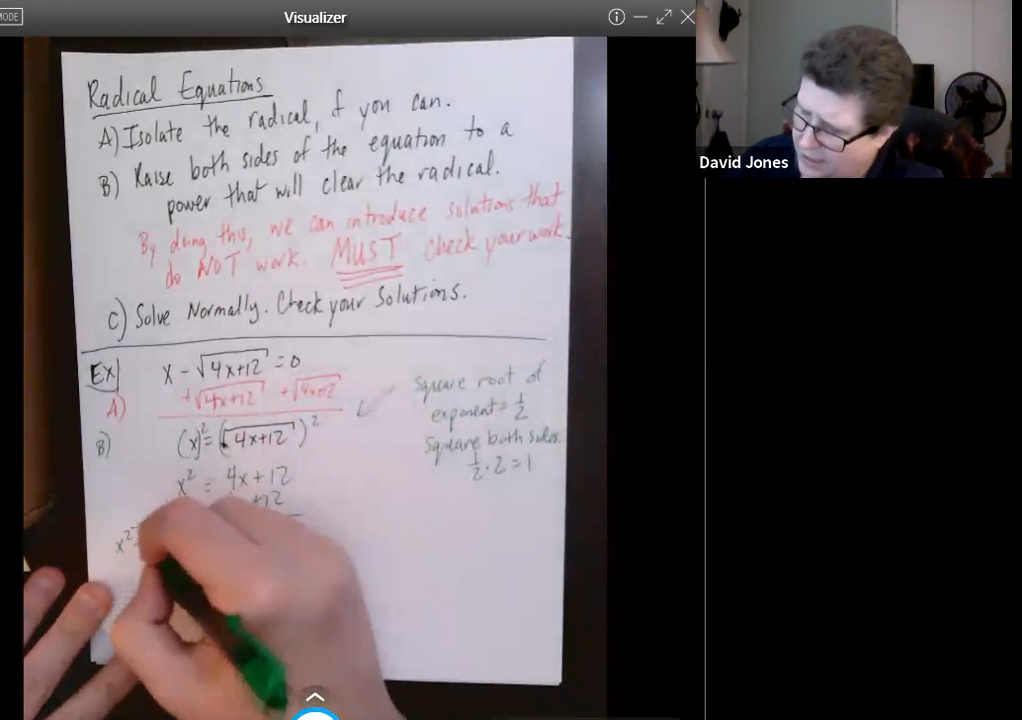 MODE
Visualizer
David Jones
Radical Equations
A) Isolate the radical, if you can.
B) Raise both sides of the equation to a
power that will clear the radical.
By doing this, we can introduce solutions that
do NOT work. MUST check your work.
C) Solve Normally. Check your Solutions.
Ex
x - √4x+12 = 0
A) +√4x+12 +√4x+12
B) (x)² = (√4x+12)²
x² = 4x+12
+12
x²-
Square root of
exponent = 1/2
Square both sides.
1/2 · 2 = 1